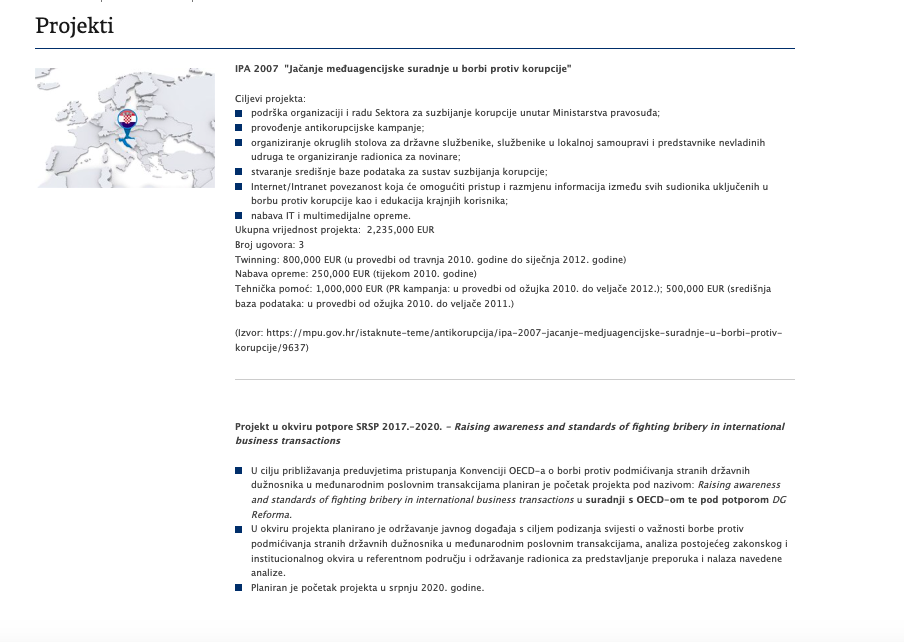 Projekti
IPA 2007  "Jačanje međuagencijske suradnje u borbi protiv korupcije"
Ciljevi projekta:
podrška organizaciji i radu Sektora za suzbijanje korupcije unutar Ministarstva pravosuđa;
provođenje antikorupcijske kampanje;
organiziranje okruglih stolova za državne službenike, službenike u lokalnoj samoupravi i predstavnike nevladinih
udruga te organiziranje radionica za novinare;
stvaranje središnje baze podataka za sustav suzbijanja korupcije;
Internet/Intranet povezanost koja će omogućiti pristup i razmjenu informacija između svih sudionika uključenih u
borbu protiv korupcije kao i edukacija krajnjih korisnika;
nabava IT i multimedijalne opreme.
Ukupna vrijednost projekta:  2,235,000 EUR
Broj ugovora: 3
Twinning: 800,000 EUR (u provedbi od travnja 2010. godine do siječnja 2012. godine)
Nabava opreme: 250,000 EUR (tijekom 2010. godine)
Tehnička pomoć: 1,000,000 EUR (PR kampanja: u provedbi od ožujka 2010. do veljače 2012.); 500,000 EUR (središnja
baza podataka: u provedbi od ožujka 2010. do veljače 2011.)
(Izvor: https://mpu.gov.hr/istaknute-teme/antikorupcija/ipa-2007-jacanje-medjuagencijske-suradnje-u-borbi-protiv-
korupcije/9637)
Projekt u okviru potpore SRSP 2017.-2020. - Raising awareness and standards of fighting bribery in international
business transactions
U cilju približavanja preduvjetima pristupanja Konvenciji OECD-a o borbi protiv podmićivanja stranih državnih
dužnosnika u međunarodnim poslovnim transakcijama planiran je početak projekta pod nazivom: Raising awareness
and standards of fighting bribery in international business transactions u suradnji s OECD-om te pod potporom DG
Reforma.
U okviru projekta planirano je održavanje javnog događaja s ciljem podizanja svijesti o važnosti borbe protiv
podmićivanja stranih državnih dužnosnika u međunarodnim poslovnim transakcijama, analiza postojećeg zakonskog i
institucionalnog okvira u referentnom području i održavanje radionica za predstavljanje preporuka i nalaza navedene
analize.
Planiran je početak projekta u srpnju 2020. godine.